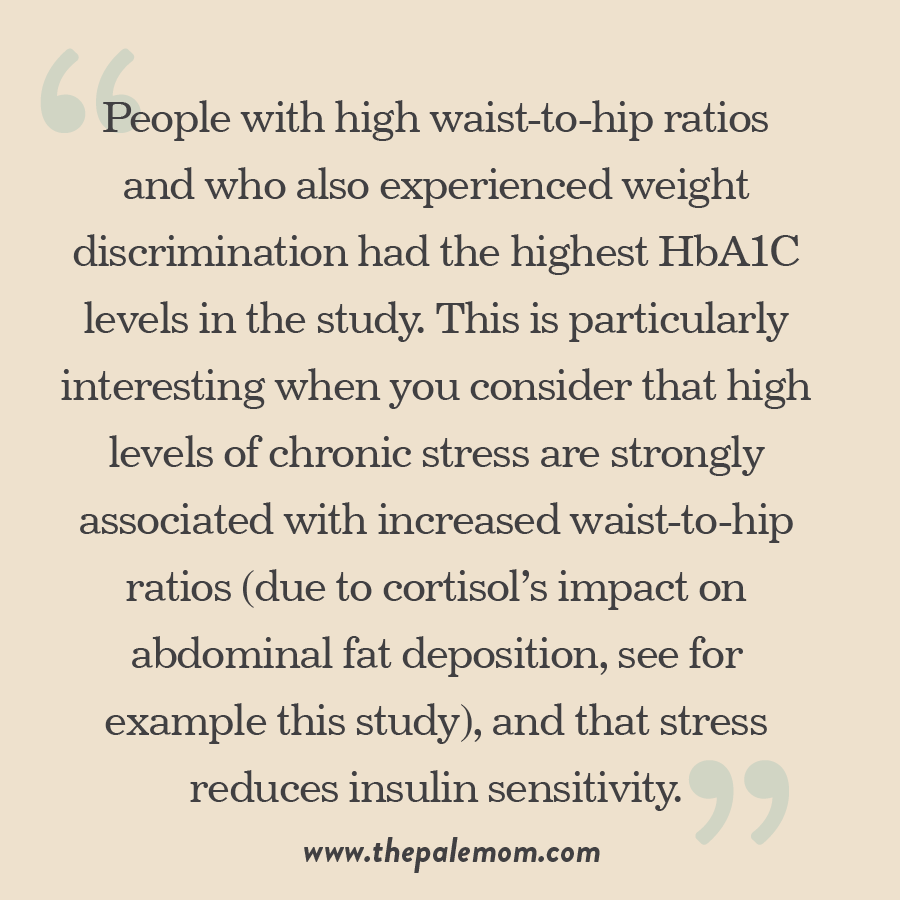 “People with high waist-to-hip ratios
and who also experienced weight
discrimination had the highest HbA1C
levels in the study. This is particularly
interesting when you consider that high
levels of chronic stress are strongly
associated with increased waist-to-hip
ratios (due to cortisol’s impact on
abdominal fat deposition, see for
example this study), and that stress
reduces insulin sensitivity.”
www.thepalemom.com